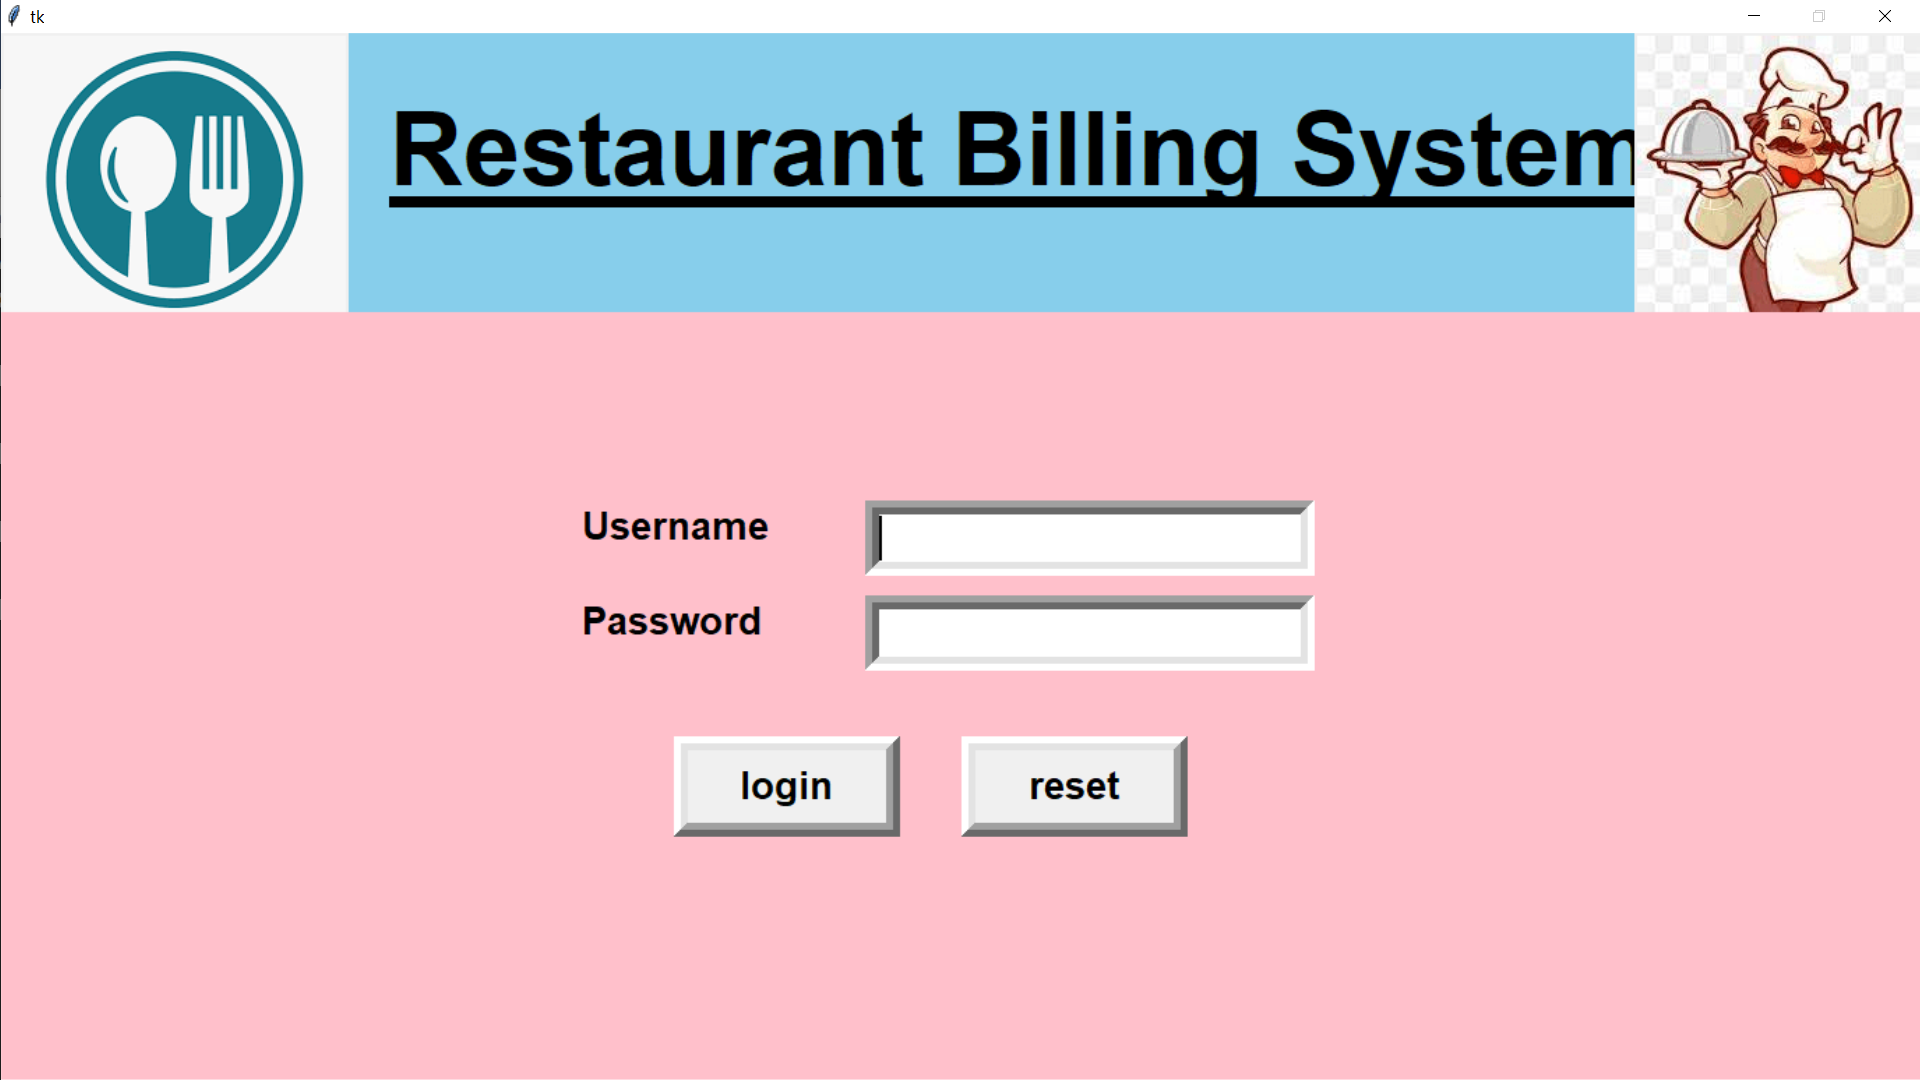 tk
Restaurant Billing System
Username
Password
login
reset